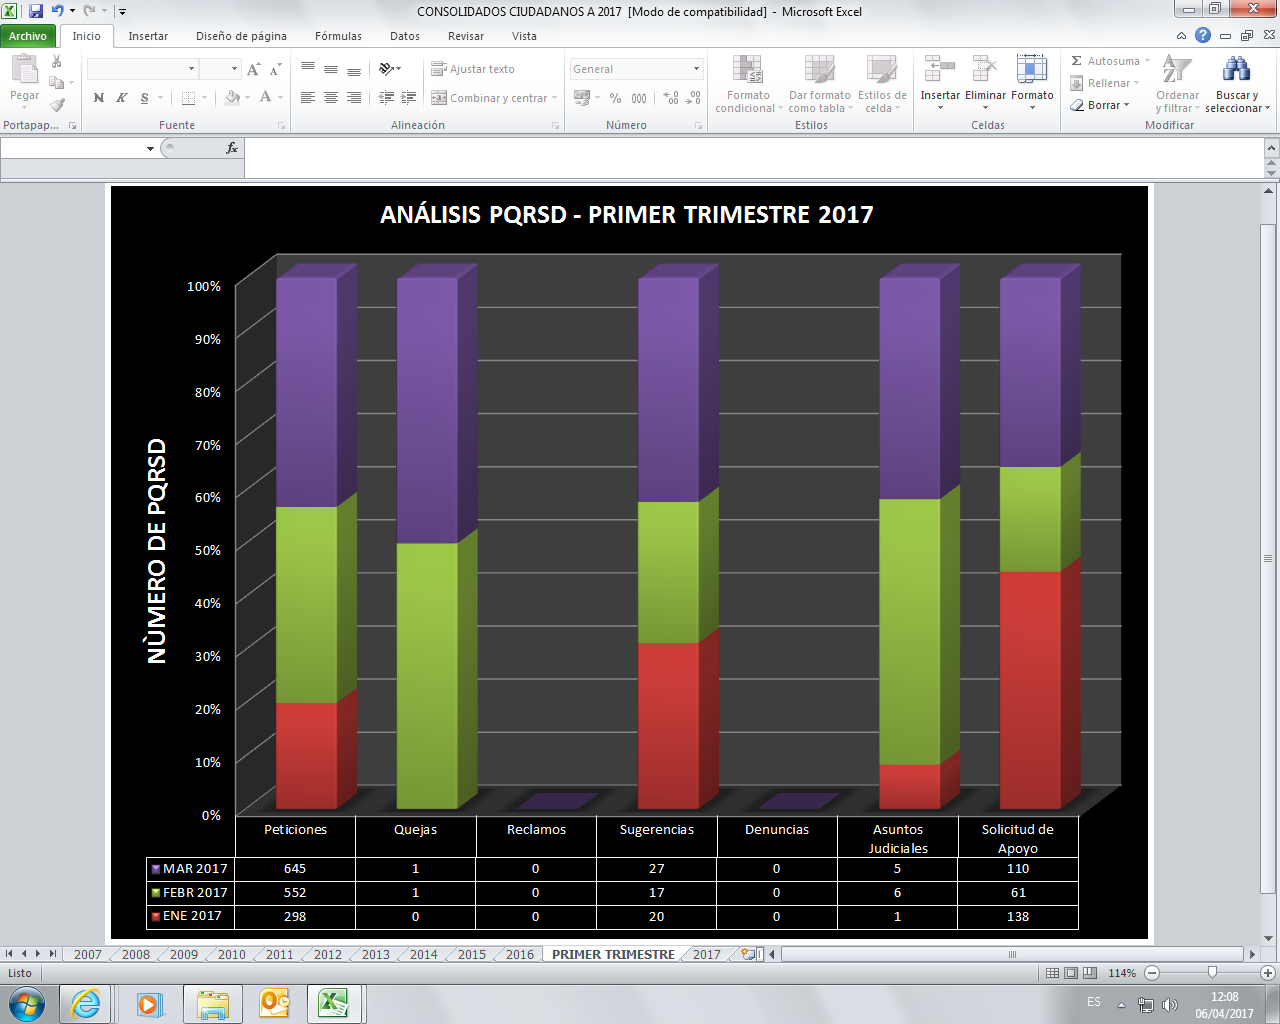 CONSOLIDADOS CIUDADANOS A 2017 [Modo de compatibilidad] - Microsoft Excel
Archivo Inicio Insertar Diseño de página Fórmulas Datos Revisar Vista
Pegar
N K S
Ajustar texto
Combinar y centrar
General
% 000
Formato condicional
Dar formato como tabla
Estilos de celda
Insertar Eliminar Formato
Autosuma
Rellenar
Borrar
Ordenar y filtrar
Buscar y seleccionar
Portapap... Fuente Alineación Número Estilos Celdas Modificar
fx
ANÁLISIS PQRSD - PRIMER TRIMESTRE 2017
NÙMERO DE PQRSD
100%
90%
80%
70%
60%
50%
40%
30%
20%
10%
0%
Peticiones Quejas Reclamos Sugerencias Denuncias Asuntos Judiciales Solicitud de Apoyo
MAR 2017 645 1 0 27 0 5 110
FEBR 2017 552 1 0 17 0 6 61
ENE 2017 298 0 0 20 0 1 138
2007 2008 2009 2010 2011 2012 2013 2014 2015 2016 PRIMER TRIMESTRE 2017
Listo 114%
ES 12:08
06/04/2017